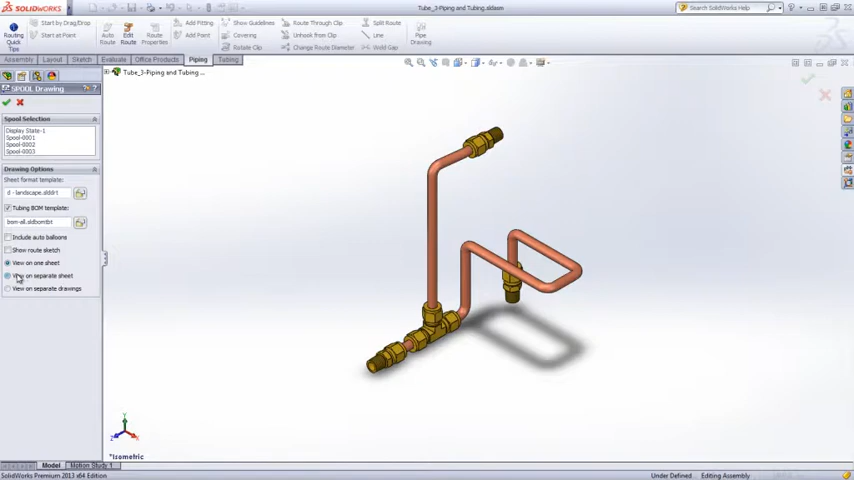 SOLIDWORKS
Tube_3-Piping and Tubing.sldasm
Search SolidWorks Help
Routing Quick Tips
Start by Drag/Drop
Start at Point
Auto Route
Edit Route
Route Properties
Add Fitting
Add Point
Show Guidelines
Covering
Rotate Clip
Route Through Clip
Unhook from Clip
Change Route Diameter
Split Route
Line
Weld Gap
Pipe Drawing
Assembly
Layout
Sketch
Evaluate
Office Products
Piping
Tubing
Tube_3-Piping and Tubing ...
SPOOL Drawing
Spool Selection
Display State-1
Spool-0001
Spool-0002
Spool-0003
Drawing Options
Sheet format template:
d - landscape.slddrt
Tubing BOM template:
bom-all.sldbomtbt
Include auto balloons
Show route sketch
View on one sheet
View on separate sheet
View on separate drawings
Y
X
Z
*Isometric
Model
Motion Study 1
SolidWorks Premium 2013 x64 Edition
Under Defined
Editing Assembly